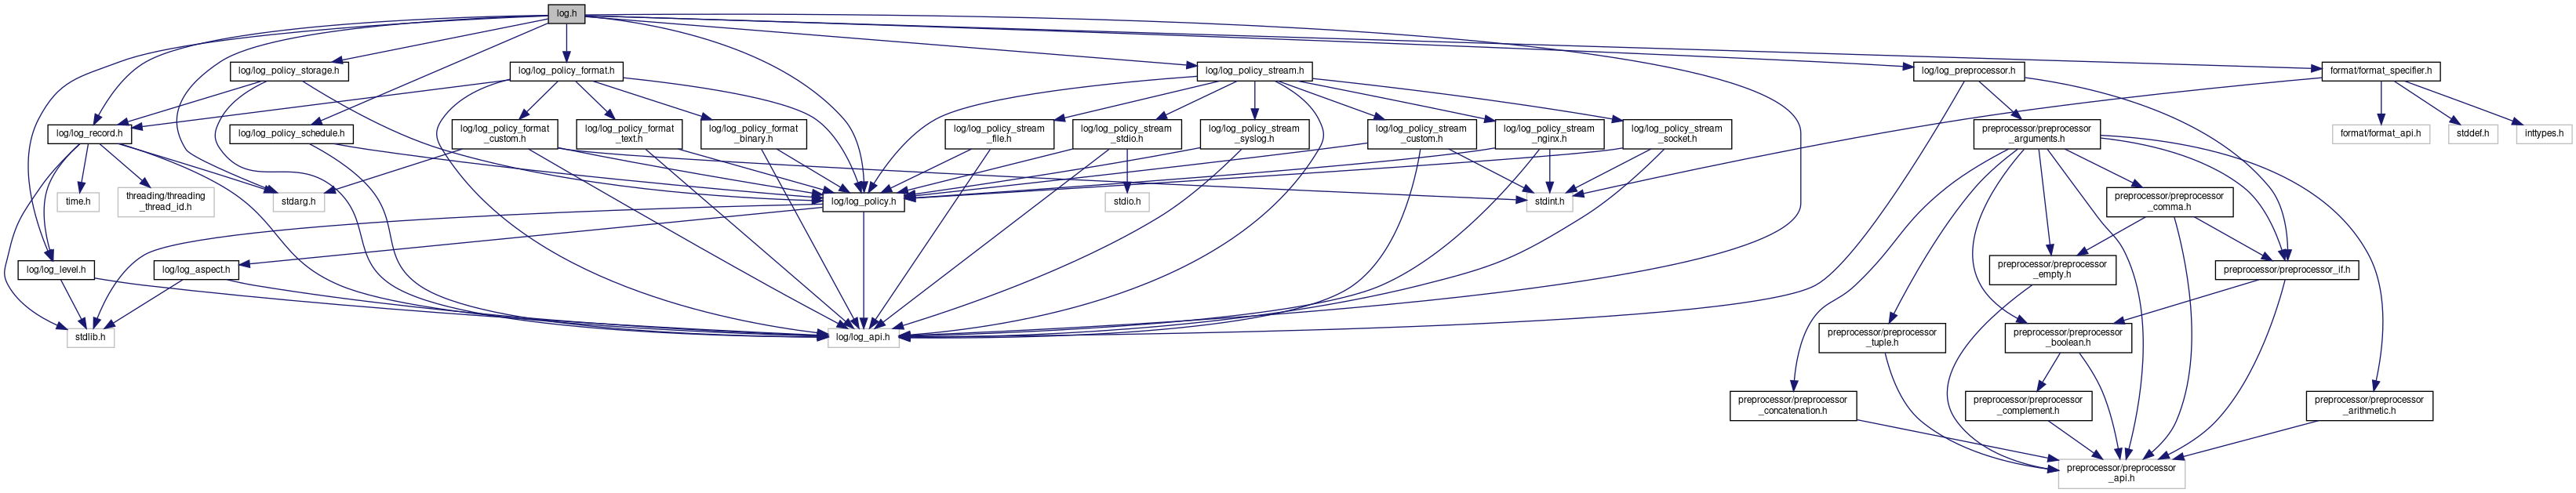 log.h
log/log_policy_storage.h
log/log_policy_format.h
log/log_policy_stream.h
log/log_preprocessor.h
format/format_specifier.h
log/log_record.h
log/log_policy_schedule.h
log/log_policy_format
_custom.h
log/log_policy_format
_text.h
log/log_policy_format
_binary.h
log/log_policy_stream
_file.h
log/log_policy_stream
_stdio.h
log/log_policy_stream
_syslog.h
log/log_policy_stream
_custom.h
log/log_policy_stream
_nginx.h
log/log_policy_stream
_socket.h
preprocessor/preprocessor
_arguments.h
format/format_api.h
stddef.h
inttypes.h
time.h
threading/threading
_thread_id.h
stdarg.h
log/log_policy.h
stdio.h
stdint.h
preprocessor/preprocessor
_comma.h
log/log_level.h
log/log_aspect.h
preprocessor/preprocessor
_empty.h
preprocessor/preprocessor_if.h
stdlib.h
log/log_api.h
preprocessor/preprocessor
_tuple.h
preprocessor/preprocessor
_boolean.h
preprocessor/preprocessor
_concatenation.h
preprocessor/preprocessor
_complement.h
preprocessor/preprocessor
_arithmetic.h
preprocessor/preprocessor
_api.h